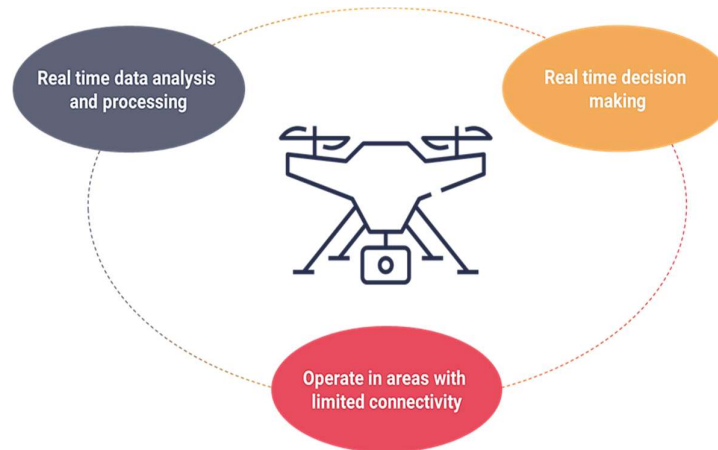 Real time data analysis
and processing
Real time decision
making
Operate in areas with
limited connectivity